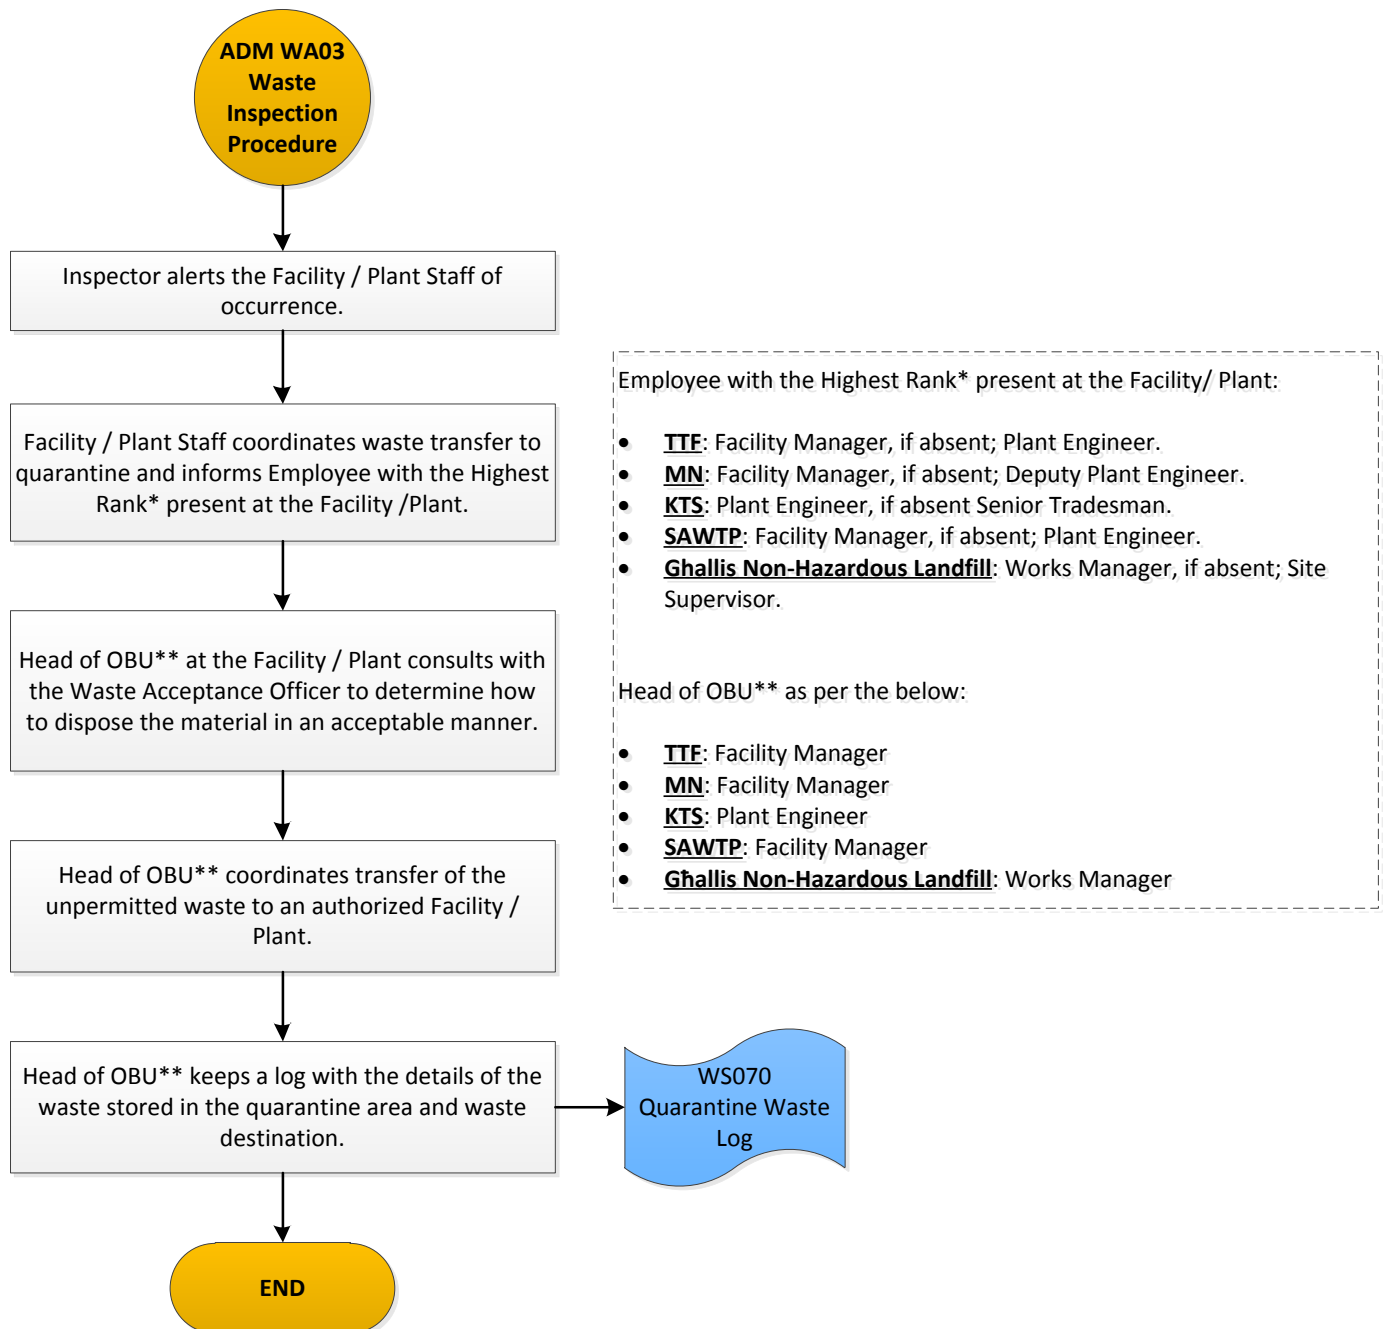 ADM WA03
Waste
Inspection
Procedure
Inspector alerts the Facility / Plant Staff of
occurrence.
Facility / Plant Staff coordinates waste transfer to
quarantine and informs Employee with the Highest
Rank* present at the Facility /Plant.
Head of OBU** at the Facility / Plant consults with
the Waste Acceptance Officer to determine how
to dispose the material in an acceptable manner.
Head of OBU** coordinates transfer of the
unpermitted waste to an authorized Facility /
Plant.
Head of OBU** keeps a log with the details of the
waste stored in the quarantine area and waste
destination.
WS070
Quarantine Waste
Log
END
Employee with the Highest Rank* present at the Facility/ Plant:
• TTF: Facility Manager, if absent; Plant Engineer.
• MN: Facility Manager, if absent; Deputy Plant Engineer.
• KTS: Plant Engineer, if absent Senior Tradesman.
• SAWTP: Facility Manager, if absent; Plant Engineer.
• Ghallis Non-Hazardous Landfill: Works Manager, if absent; Site
Supervisor.
Head of OBU** as per the below:
• TTF: Facility Manager
• MN: Facility Manager
• KTS: Plant Engineer
• SAWTP: Facility Manager
• Għallis Non-Hazardous Landfill: Works Manager